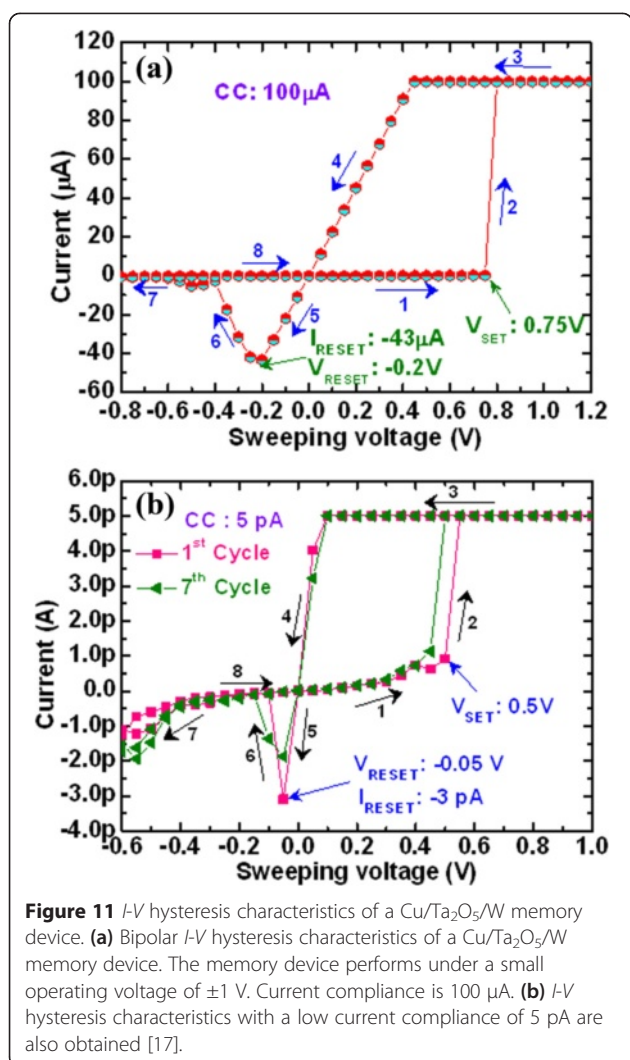 (a)
CC: 100µA
120
100
80
60
40
20
0
-20
-40
-60
Current (µA)
3
4
2
8
7
1
6
5
V_SET: 0.75V
I_RESET: -43µA
V_RESET: -0.2V
-0.8 -0.6 -0.4 -0.2 0.0 0.2 0.4 0.6 0.8 1.0 1.2
Sweeping voltage (V)
(b)
CC : 5 pA
1st Cycle
7th Cycle
6.0p
5.0p
4.0p
3.0p
2.0p
1.0p
0.0
-1.0p
-2.0p
-3.0p
-4.0p
Current (A)
3
4
2
8
1
7
6
5
V_SET: 0.5V
V_RESET: -0.05 V
I_RESET: -3 pA
-0.6 -0.4 -0.2 0.0 0.2 0.4 0.6 0.8 1.0
Sweeping voltage (V)
Figure 11 I-V hysteresis characteristics of a Cu/Ta₂O₅/W memory
device. (a) Bipolar I-V hysteresis characteristics of a Cu/Ta₂O₅/W
memory device. The memory device performs under a small
operating voltage of ±1 V. Current compliance is 100 µA. (b) I-V
hysteresis characteristics with a low current compliance of 5 pA are
also obtained [17].